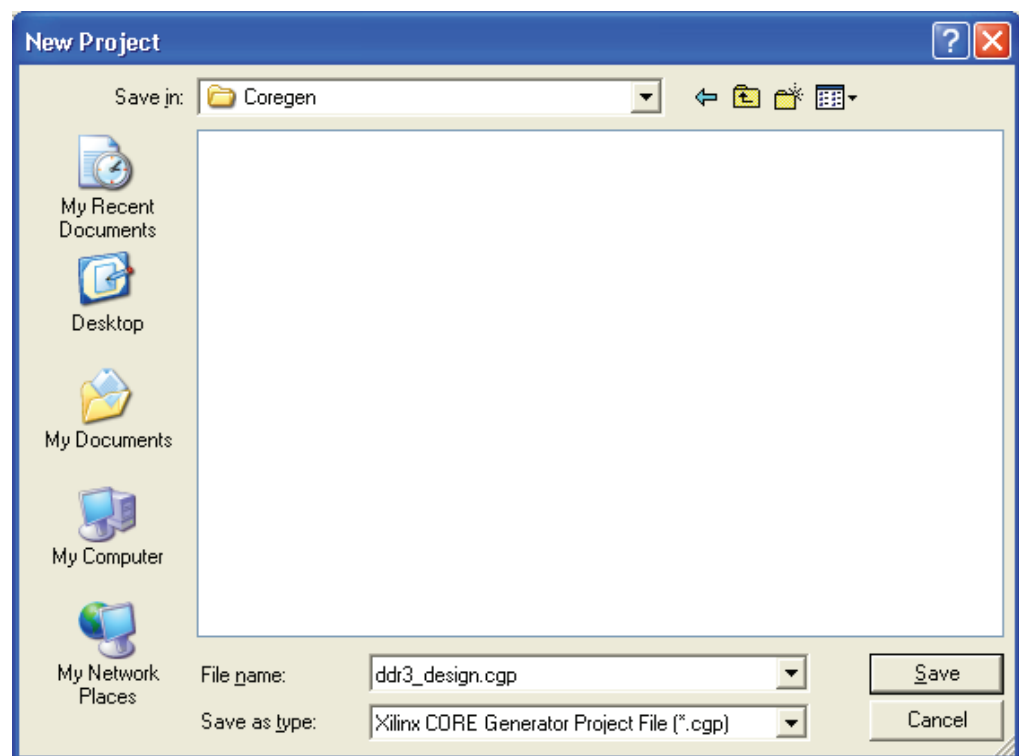 New Project
Save in: Coregen
My Recent
Documents
Desktop
My Documents
My Computer
My Network
Places
File name: ddr3_design.cgp Save
Save as type: Xilinx CORE Generator Project File (*.cgp) Cancel